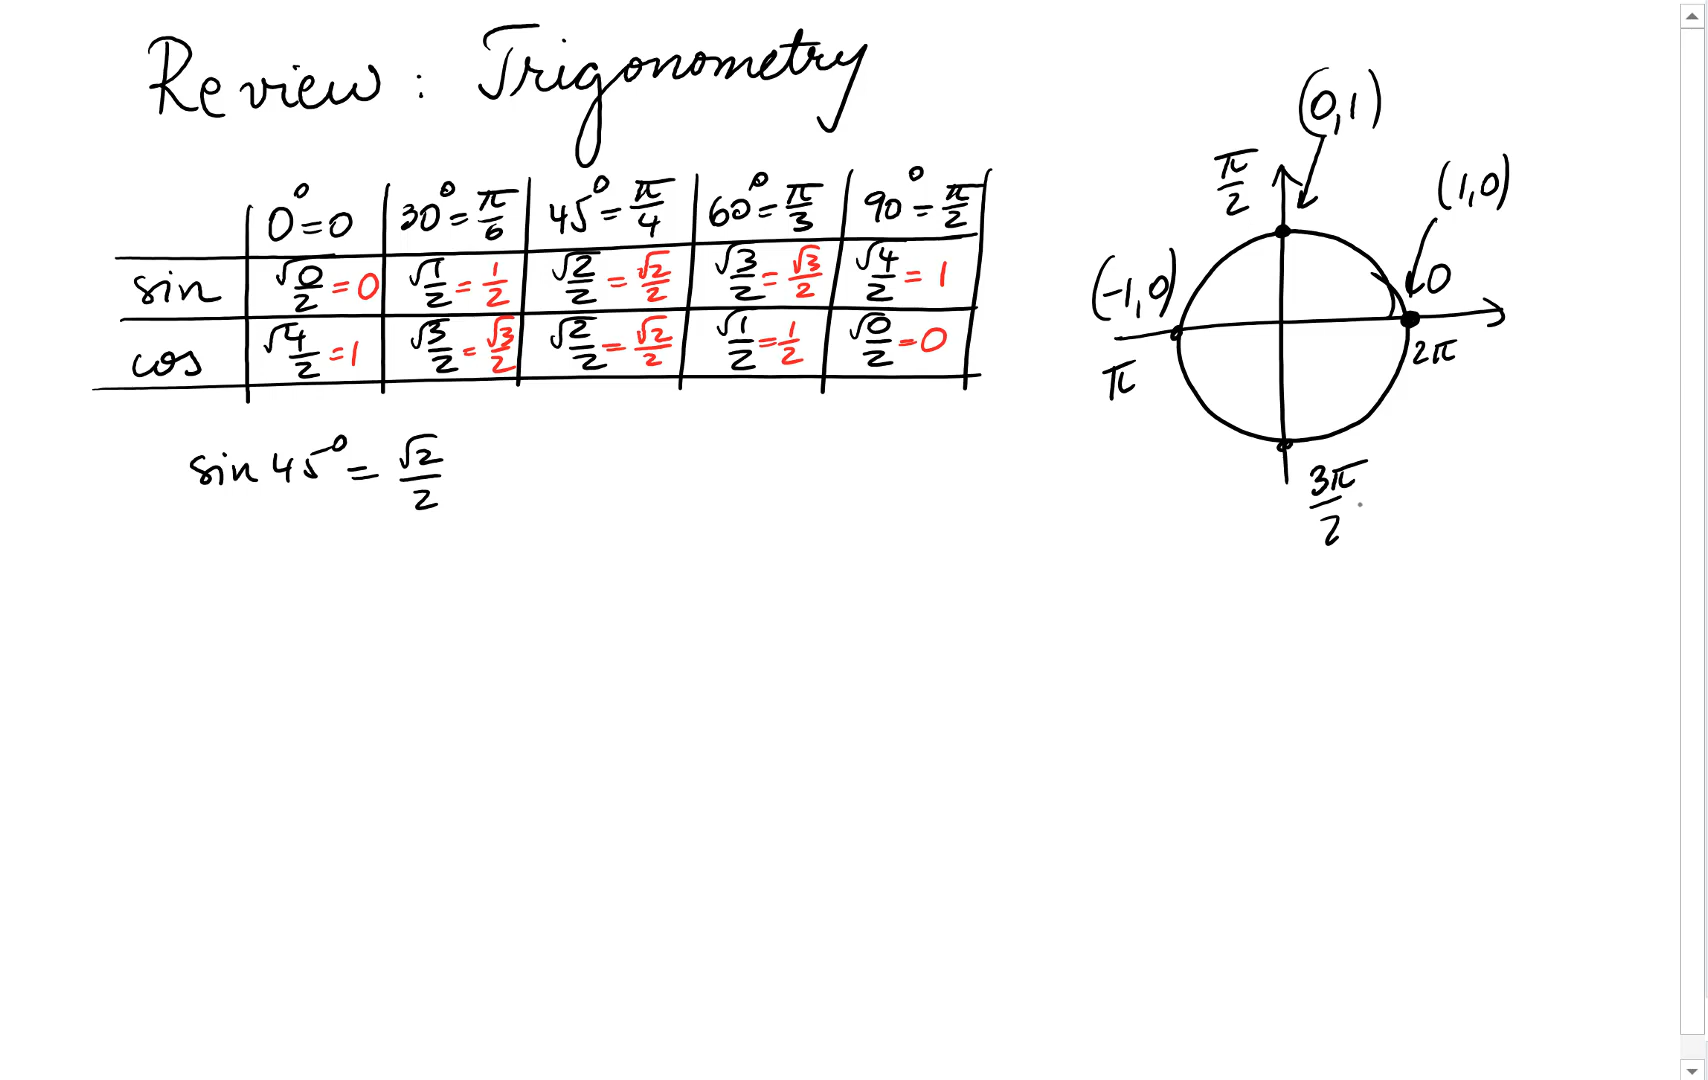 Review: Trigonometry
0° = 0 | 30° = π/6 | 45° = π/4 | 60° = π/3 | 90° = π/2
sin | √0/2 = 0 | √1/2 = 1/2 | √2/2 = √2/2 | √3/2 = √3/2 | √4/2 = 1
cos | √4/2 = 1 | √3/2 = √3/2 | √2/2 = √2/2 | √1/2 = 1/2 | √0/2 = 0
sin 45° = √2/2
(0,1)
π/2
(1,0)
(-1,0)
0
π
2π
3π/2